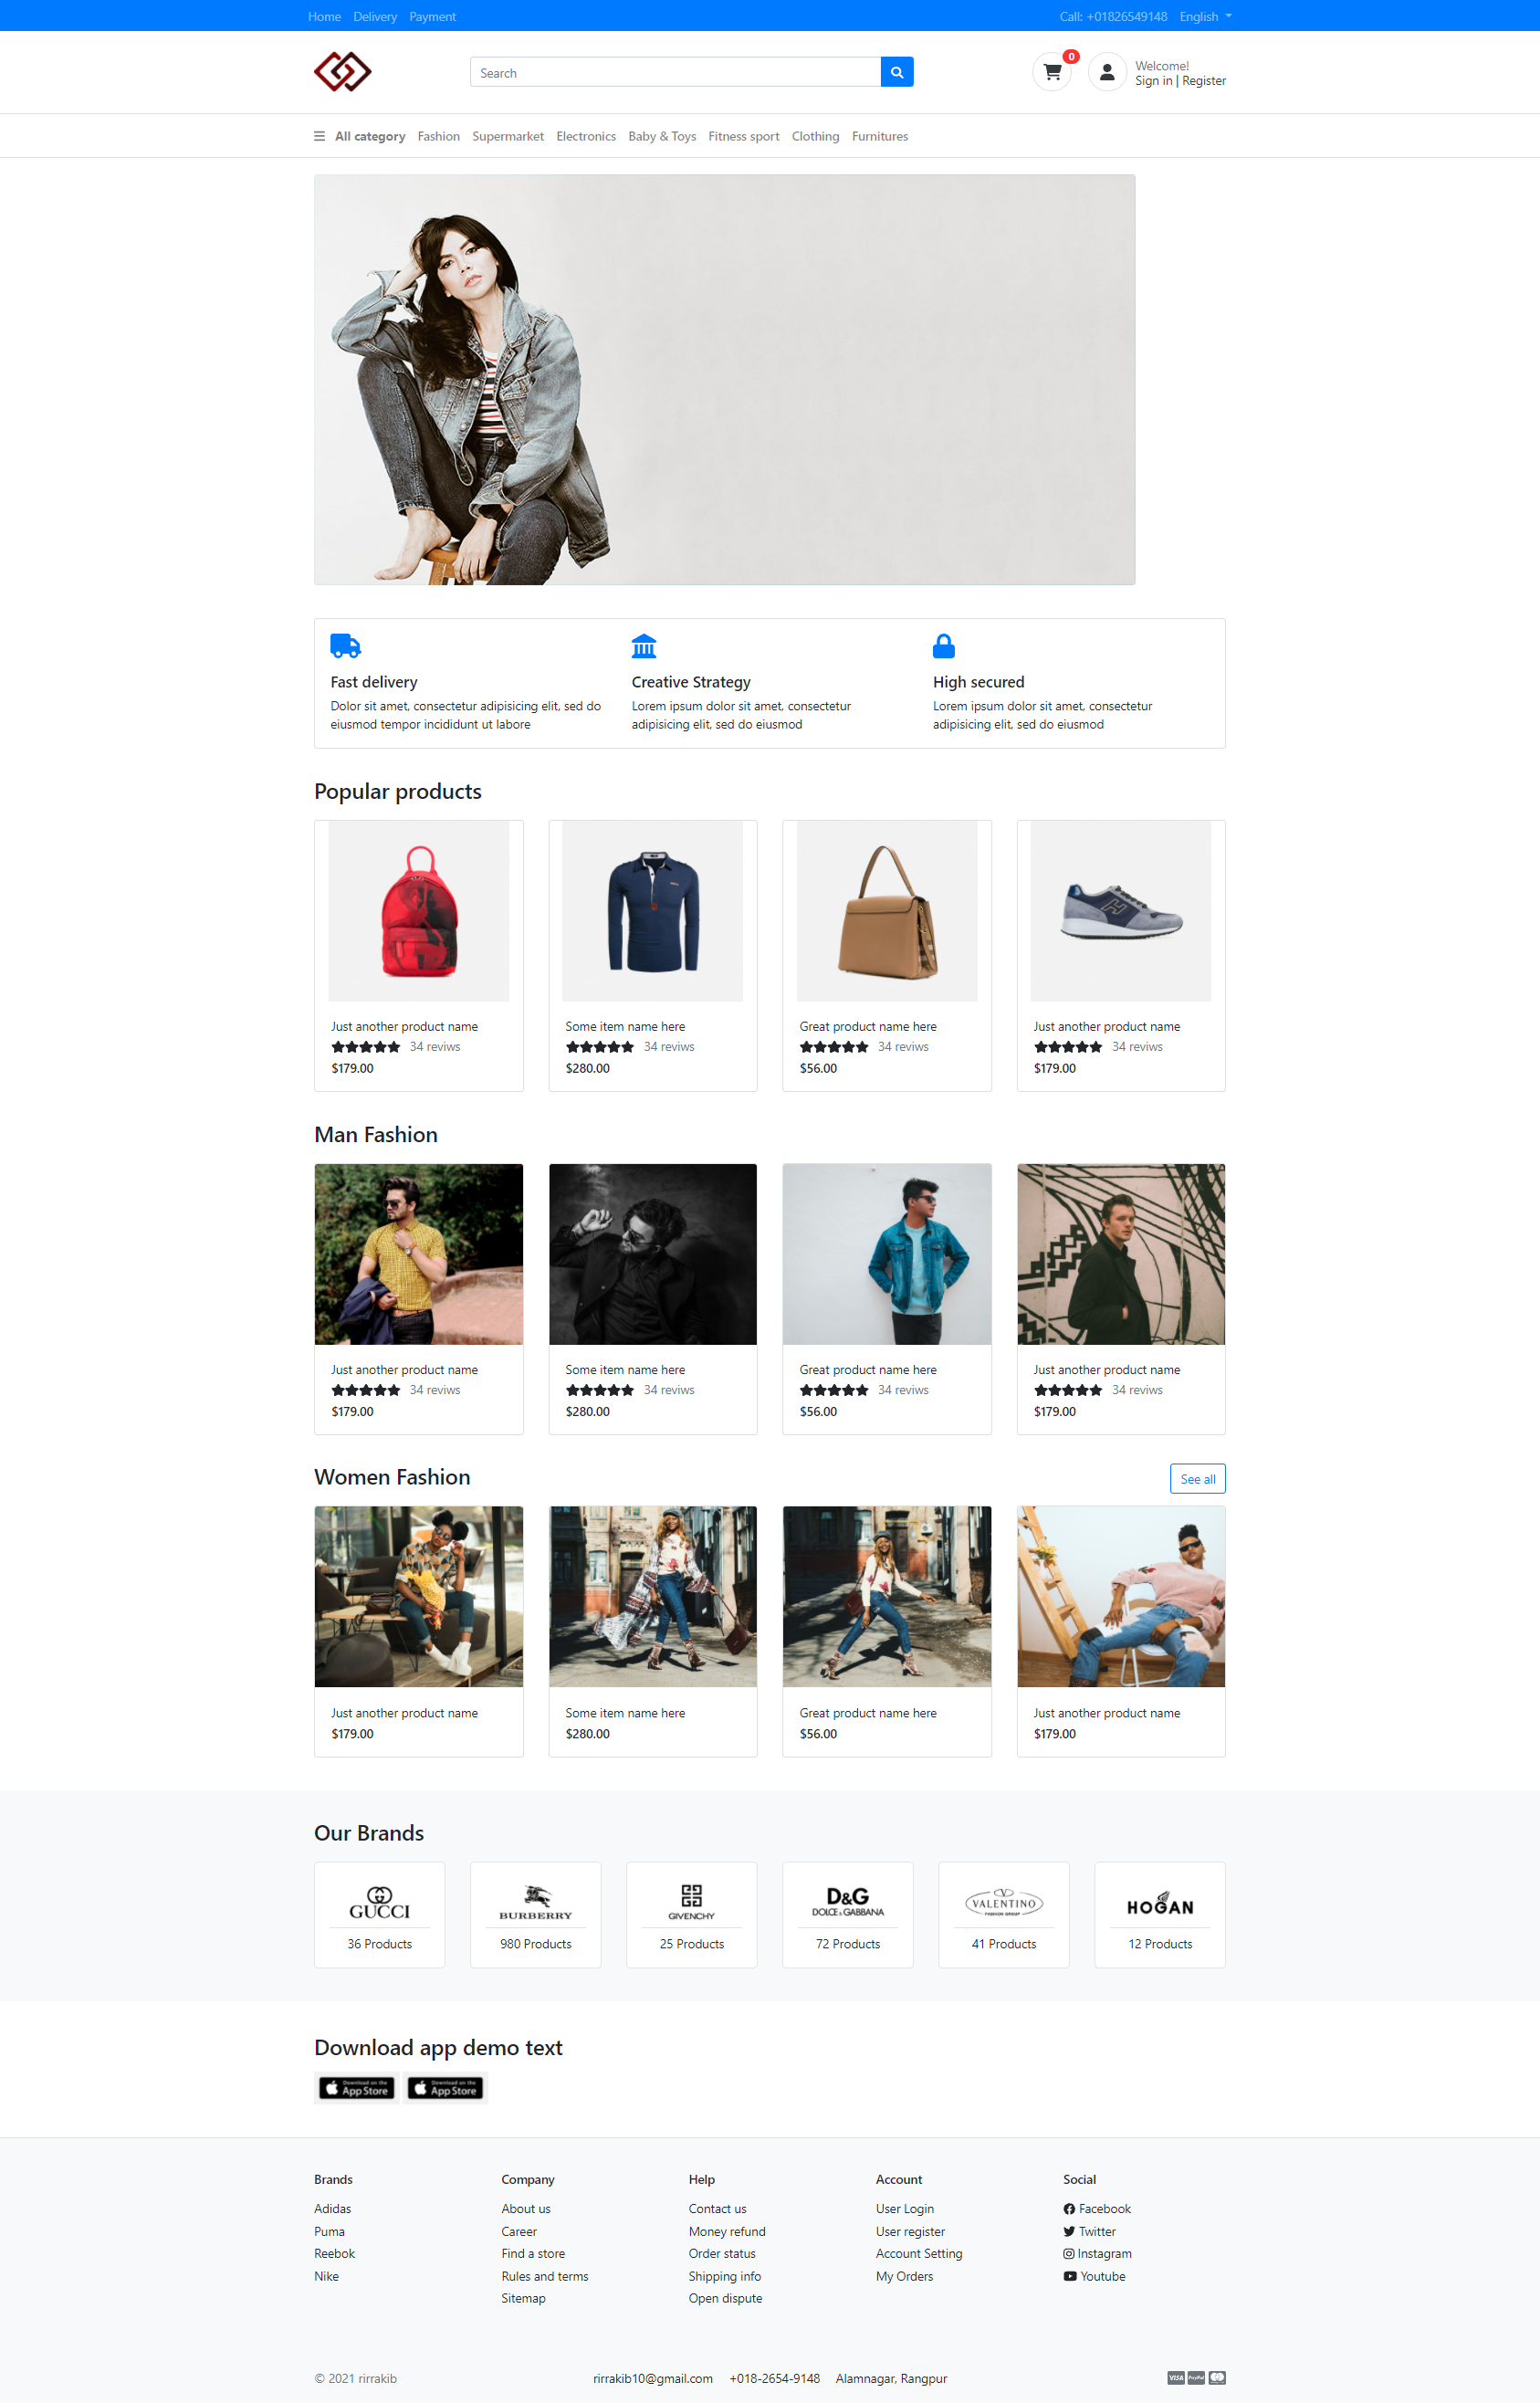 Home Delivery Payment Call: +01826549148 English
Search
0
Welcome!
Sign in | Register
All category Fashion Supermarket Electronics Baby & Toys Fitness sport Clothing Furnitures
Fast delivery
Dolor sit amet, consectetur adipisicing elit, sed do
eiusmod tempor incididunt ut labore
Creative Strategy
Lorem ipsum dolor sit amet, consectetur
adipisicing elit, sed do eiusmod
High secured
Lorem ipsum dolor sit amet, consectetur
adipisicing elit, sed do eiusmod
Popular products
Just another product name
34 reviws
$179.00
Some item name here
34 reviws
$280.00
Great product name here
34 reviws
$56.00
Just another product name
34 reviws
$179.00
Man Fashion
Just another product name
34 reviws
$179.00
Some item name here
34 reviws
$280.00
Great product name here
34 reviws
$56.00
Just another product name
34 reviws
$179.00
Women Fashion
See all
Just another product name
$179.00
Some item name here
$280.00
Great product name here
$56.00
Just another product name
$179.00
Our Brands
GUCCI
36 Products
BURBERRY
980 Products
GIVENCHY
25 Products
D&G
DOLCE & GABBANA
72 Products
VALENTINO
FASHION GROUP
41 Products
HOGAN
12 Products
Download app demo text
Download on the
App Store
Download on the
App Store
Brands
Adidas
Puma
Reebok
Nike
Company
About us
Career
Find a store
Rules and terms
Sitemap
Help
Contact us
Money refund
Order status
Shipping info
Open dispute
Account
User Login
User register
Account Setting
My Orders
Social
Facebook
Twitter
Instagram
Youtube
© 2021 rirrakib
rirrakib10@gmail.com +018-2654-9148 Alamnagar, Rangpur
VISA PayPal